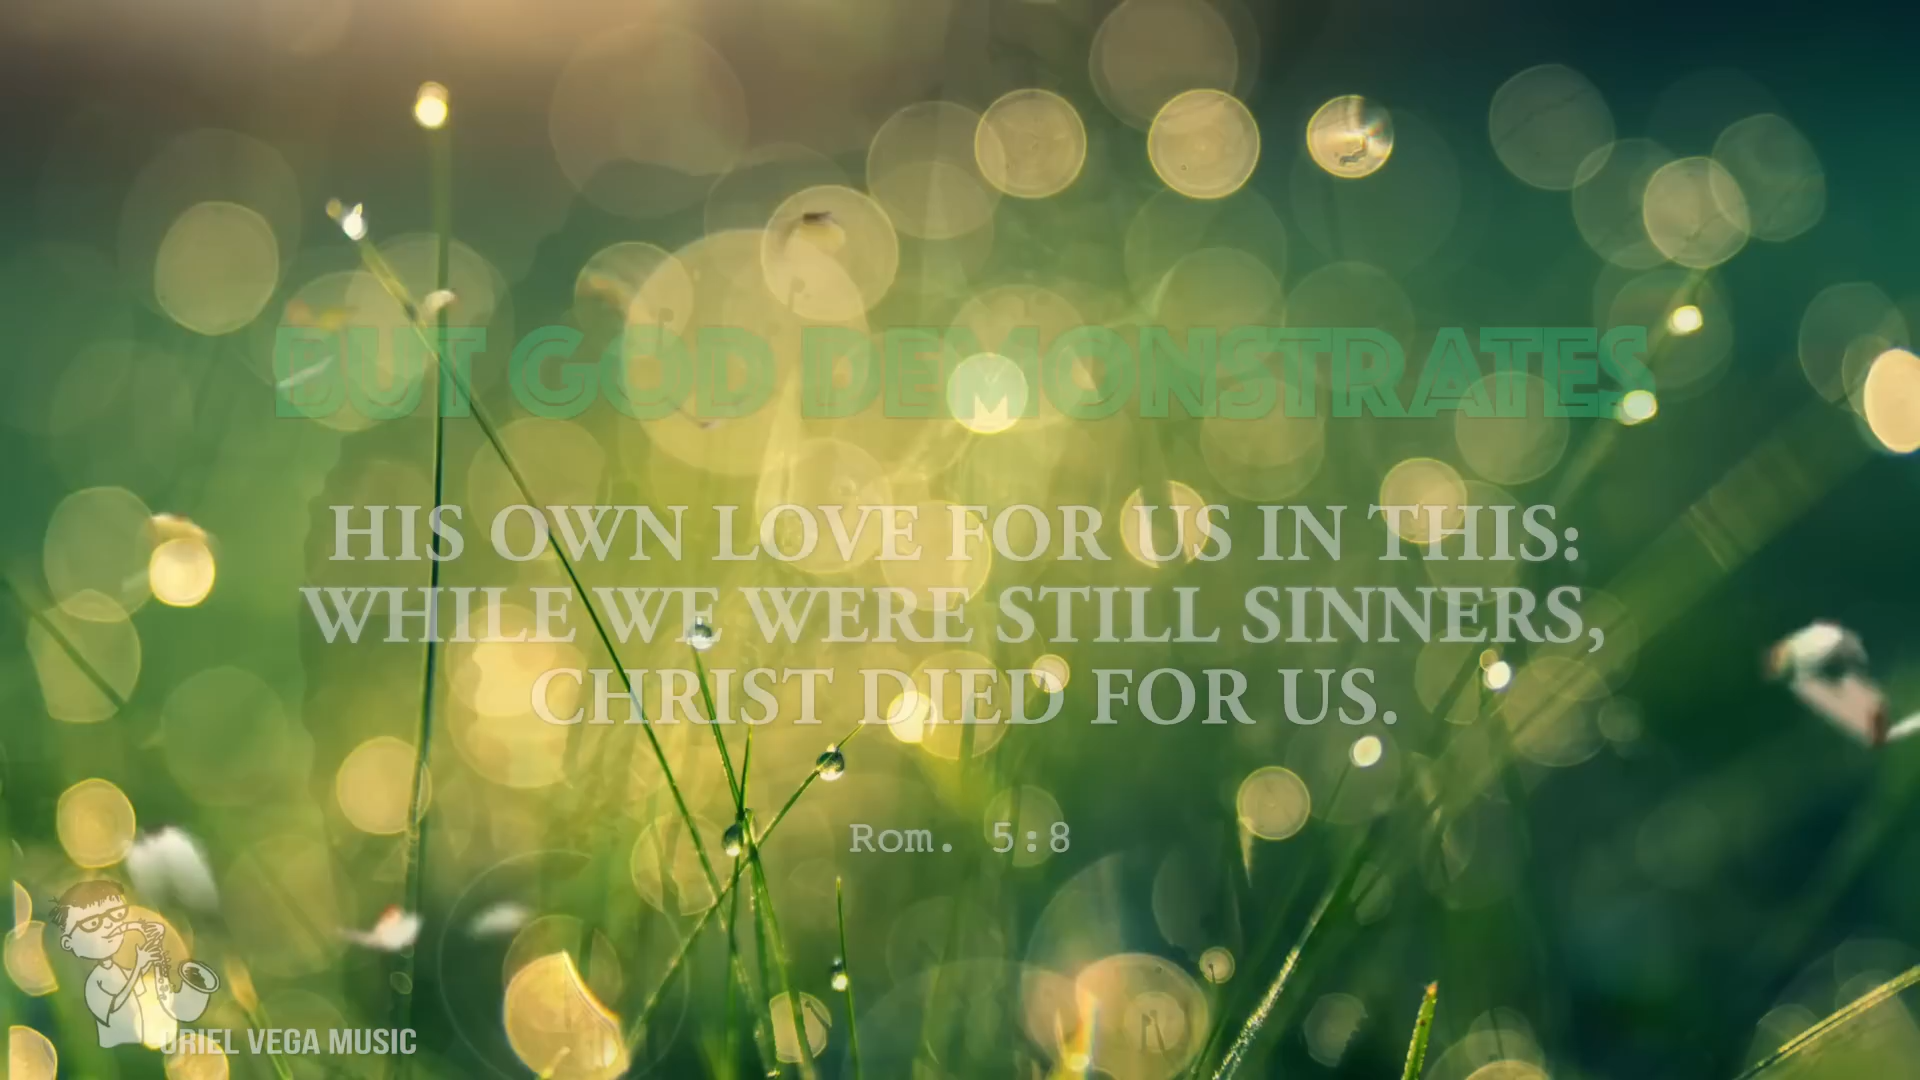 BUT GOD DEMONSTRATES
HIS OWN LOVE FOR US IN THIS:
WHILE WE WERE STILL SINNERS,
CHRIST DIED FOR US.
Rom. 5:8
URIEL VEGA MUSIC